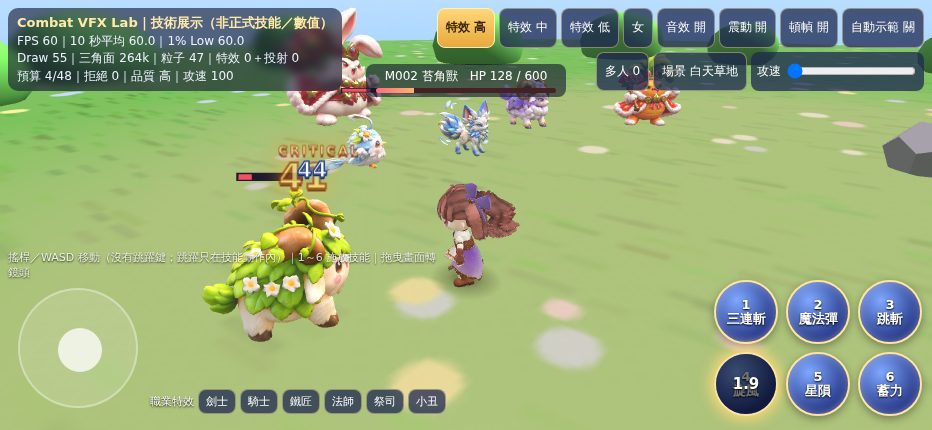 Combat VFX Lab｜技術展示（非正式技能／數值）
FPS 60｜10 秒平均 60.0｜1% Low 60.0
Draw 55｜三角面 264k｜粒子 47｜特效 0＋投射 0
預算 4/48｜拒絕 0｜品質 高｜攻速 100
特效 高
特效 中
特效 低
女
音效 開
震動 開
頓幀 開
自動示範 關
多人 0
場景 白天草地
攻速
M002 苔角獸 HP 128 / 600
CRITICAL
44
搖桿／WASD 移動（沒有跳躍鍵；跳躍只在技能動作內）｜1~6 施放技能｜拖曳畫面轉
鏡頭
1
三連斬
2
魔法彈
3
跳斬
4
旋風
1.9
5
星隕
6
蓄力
職業特效
劍士
騎士
鐵匠
法師
祭司
小丑